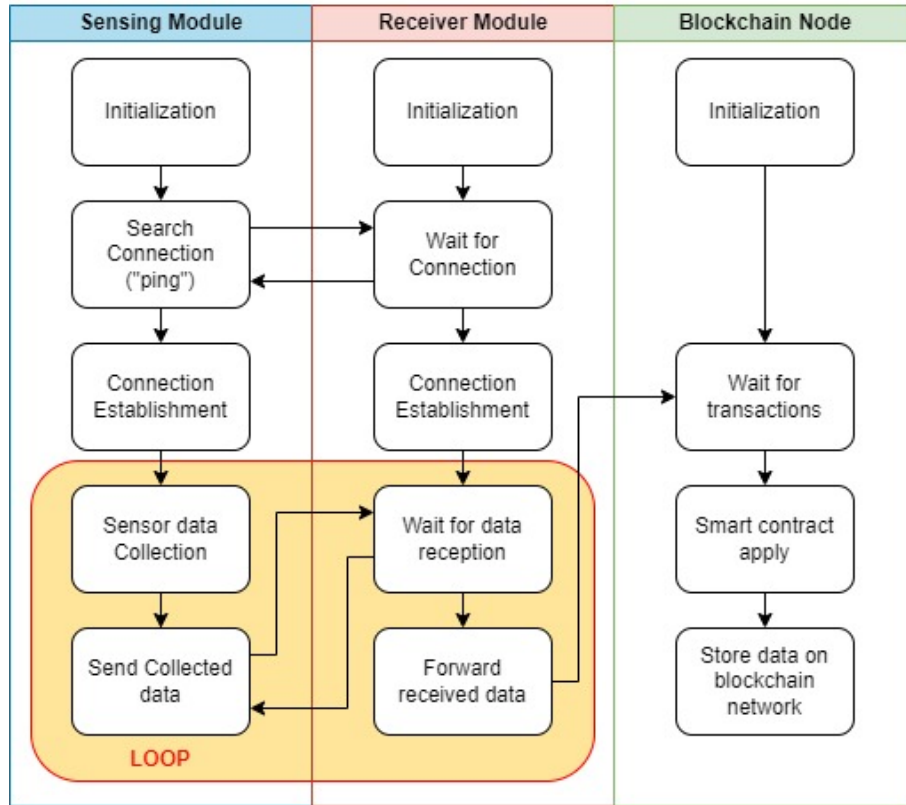 Sensing Module
Receiver Module
Blockchain Node
Initialization
Initialization
Initialization
Search
Connection
("ping")
Wait for
Connection
Connection
Establishment
Connection
Establishment
Wait for
transactions
Sensor data
Collection
Wait for data
reception
Smart contract
apply
Send Collected
data
Forward
received data
Store data on
blockchain
network
LOOP